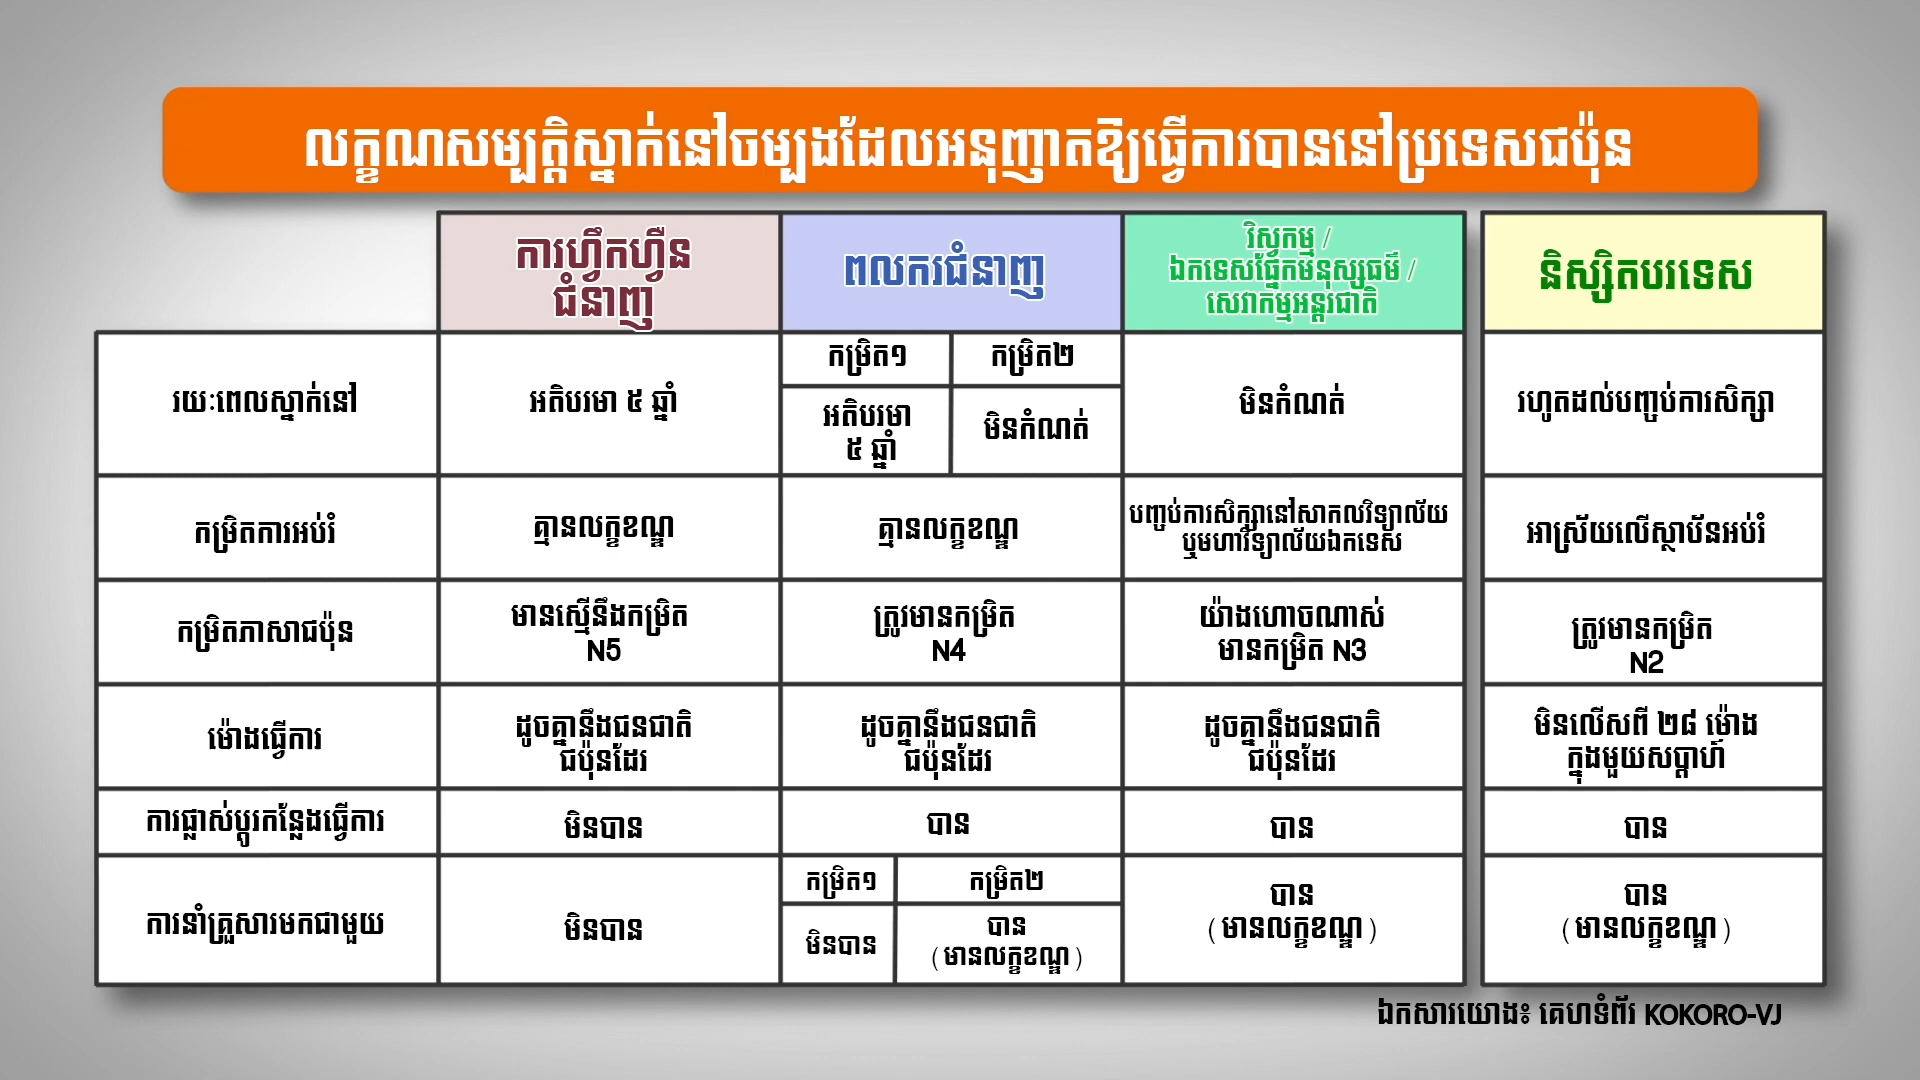 លក្ខណសម្បត្តិស្នាក់នៅចម្បងដែលអនុញ្ញាតឱ្យធ្វើការបាននៅប្រទេសជប៉ុន
ការហ្វឹកហ្វឺន
ជំនាញ
ពលករជំនាញ
វិស្វកម្ម /
ឯកទេសផ្នែកមនុស្សធម៌ /
សេវាកម្មអន្តរជាតិ
និស្សិតបរទេស
រយៈពេលស្នាក់នៅ
អតិបរមា ៥ ឆ្នាំ
កម្រិត១
កម្រិត២
អតិបរមា
៥ ឆ្នាំ
មិនកំណត់
មិនកំណត់
រហូតដល់បញ្ចប់ការសិក្សា
កម្រិតការអប់រំ
គ្មានលក្ខខណ្ឌ
គ្មានលក្ខខណ្ឌ
បញ្ចប់ការសិក្សានៅសាកលវិទ្យាល័យ
ឬមហាវិទ្យាល័យឯកទេស
អាស្រ័យលើស្ថាប័នអប់រំ
កម្រិតភាសាជប៉ុន
មានស្មើនឹងកម្រិត
N5
ត្រូវមានកម្រិត
N4
យ៉ាងហោចណាស់
មានកម្រិត N3
ត្រូវមានកម្រិត
N2
ម៉ោងធ្វើការ
ដូចគ្នានឹងជនជាតិ
ជប៉ុនដែរ
ដូចគ្នានឹងជនជាតិ
ជប៉ុនដែរ
ដូចគ្នានឹងជនជាតិ
ជប៉ុនដែរ
មិនលើសពី ២៨ ម៉ោង
ក្នុងមួយសប្តាហ៍
ការផ្លាស់ប្តូរកន្លែងធ្វើការ
មិនបាន
បាន
បាន
បាន
ការនាំគ្រួសារមកជាមួយ
មិនបាន
កម្រិត១
កម្រិត២
មិនបាន
បាន
(មានលក្ខខណ្ឌ)
បាន
(មានលក្ខខណ្ឌ)
បាន
(មានលក្ខខណ្ឌ)
ឯកសារយោង៖ គេហទំព័រ KOKORO-VJ